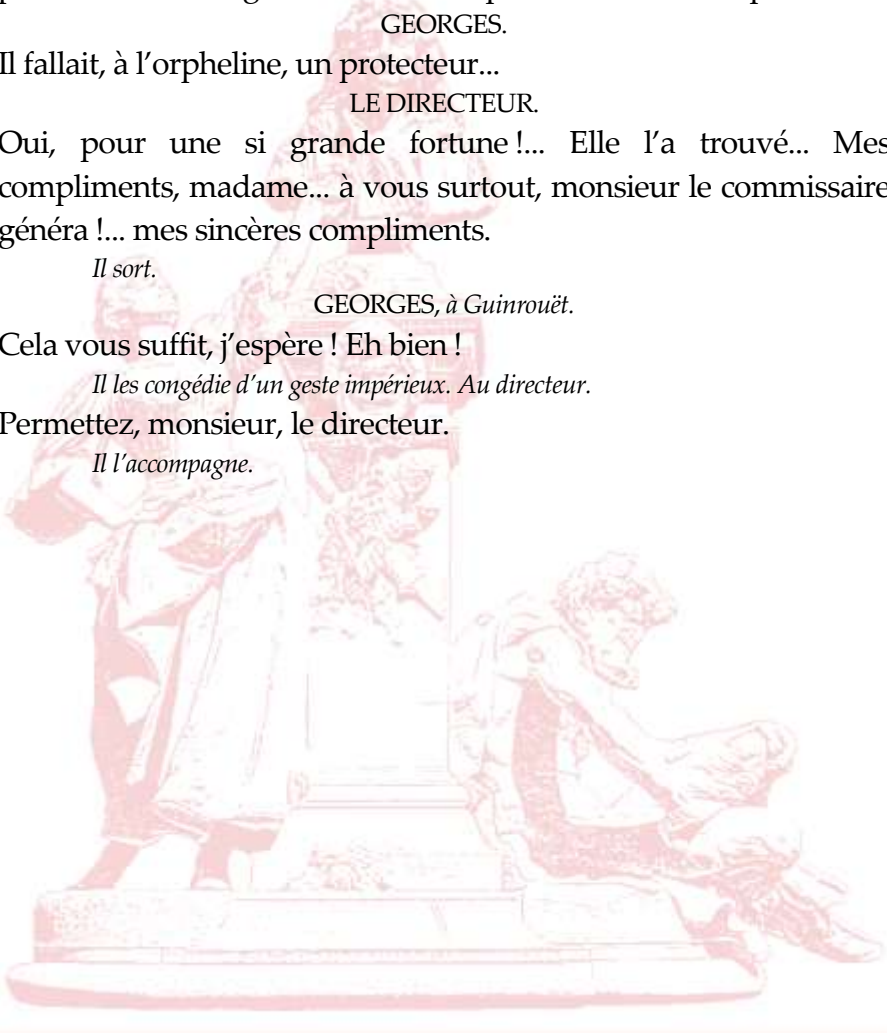 GEORGES.
Il fallait, à l’orpheline, un protecteur...
LE DIRECTEUR.
Oui, pour une si grande fortune !... Elle l’a trouvé... Mes
compliments, madame... à vous surtout, monsieur le commissaire
généra !... mes sincères compliments.
Il sort.
GEORGES, à Guinrouët.
Cela vous suffit, j’espère ! Eh bien !
Il les congédie d’un geste impérieux. Au directeur.
Permettez, monsieur, le directeur.
Il l’accompagne.